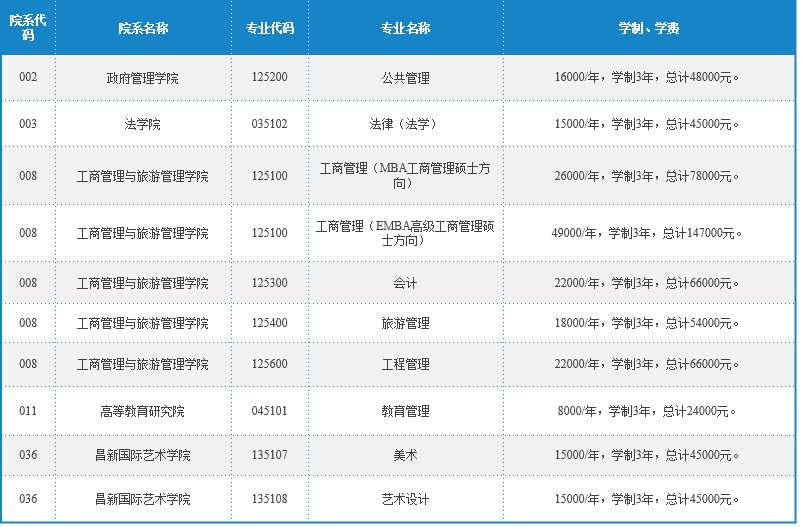 院系代码 院系名称 专业代码 专业名称 学制、学费
002 政府管理学院 125200 公共管理 16000/年，学制3年，总计48000元。
003 法学院 035102 法律（法学） 15000/年，学制3年，总计45000元。
008 工商管理与旅游管理学院 125100 工商管理（MBA工商管理硕士方向） 26000/年，学制3年，总计78000元。
008 工商管理与旅游管理学院 125100 工商管理（EMBA高级工商管理硕士方向） 49000/年，学制3年，总计147000元。
008 工商管理与旅游管理学院 125300 会计 22000/年，学制3年，总计66000元。
008 工商管理与旅游管理学院 125400 旅游管理 18000/年，学制3年，总计54000元。
008 工商管理与旅游管理学院 125600 工程管理 22000/年，学制3年，总计66000元。
011 高等教育研究院 045101 教育管理 8000/年，学制3年，总计24000元。
036 昌新国际艺术学院 135107 美术 15000/年，学制3年，总计45000元。
036 昌新国际艺术学院 135108 艺术设计 15000/年，学制3年，总计45000元。